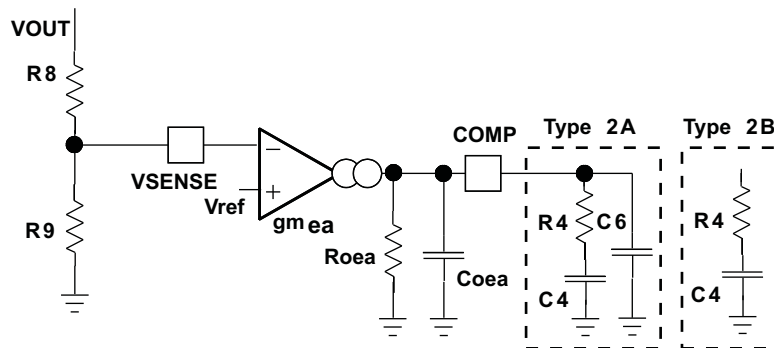 VOUT
R8
R9
VSENSE
Vref
−
+
gm ea
Roea
Coea
COMP
Type 2A
R4
C6
C4
Type 2B
R4
C4